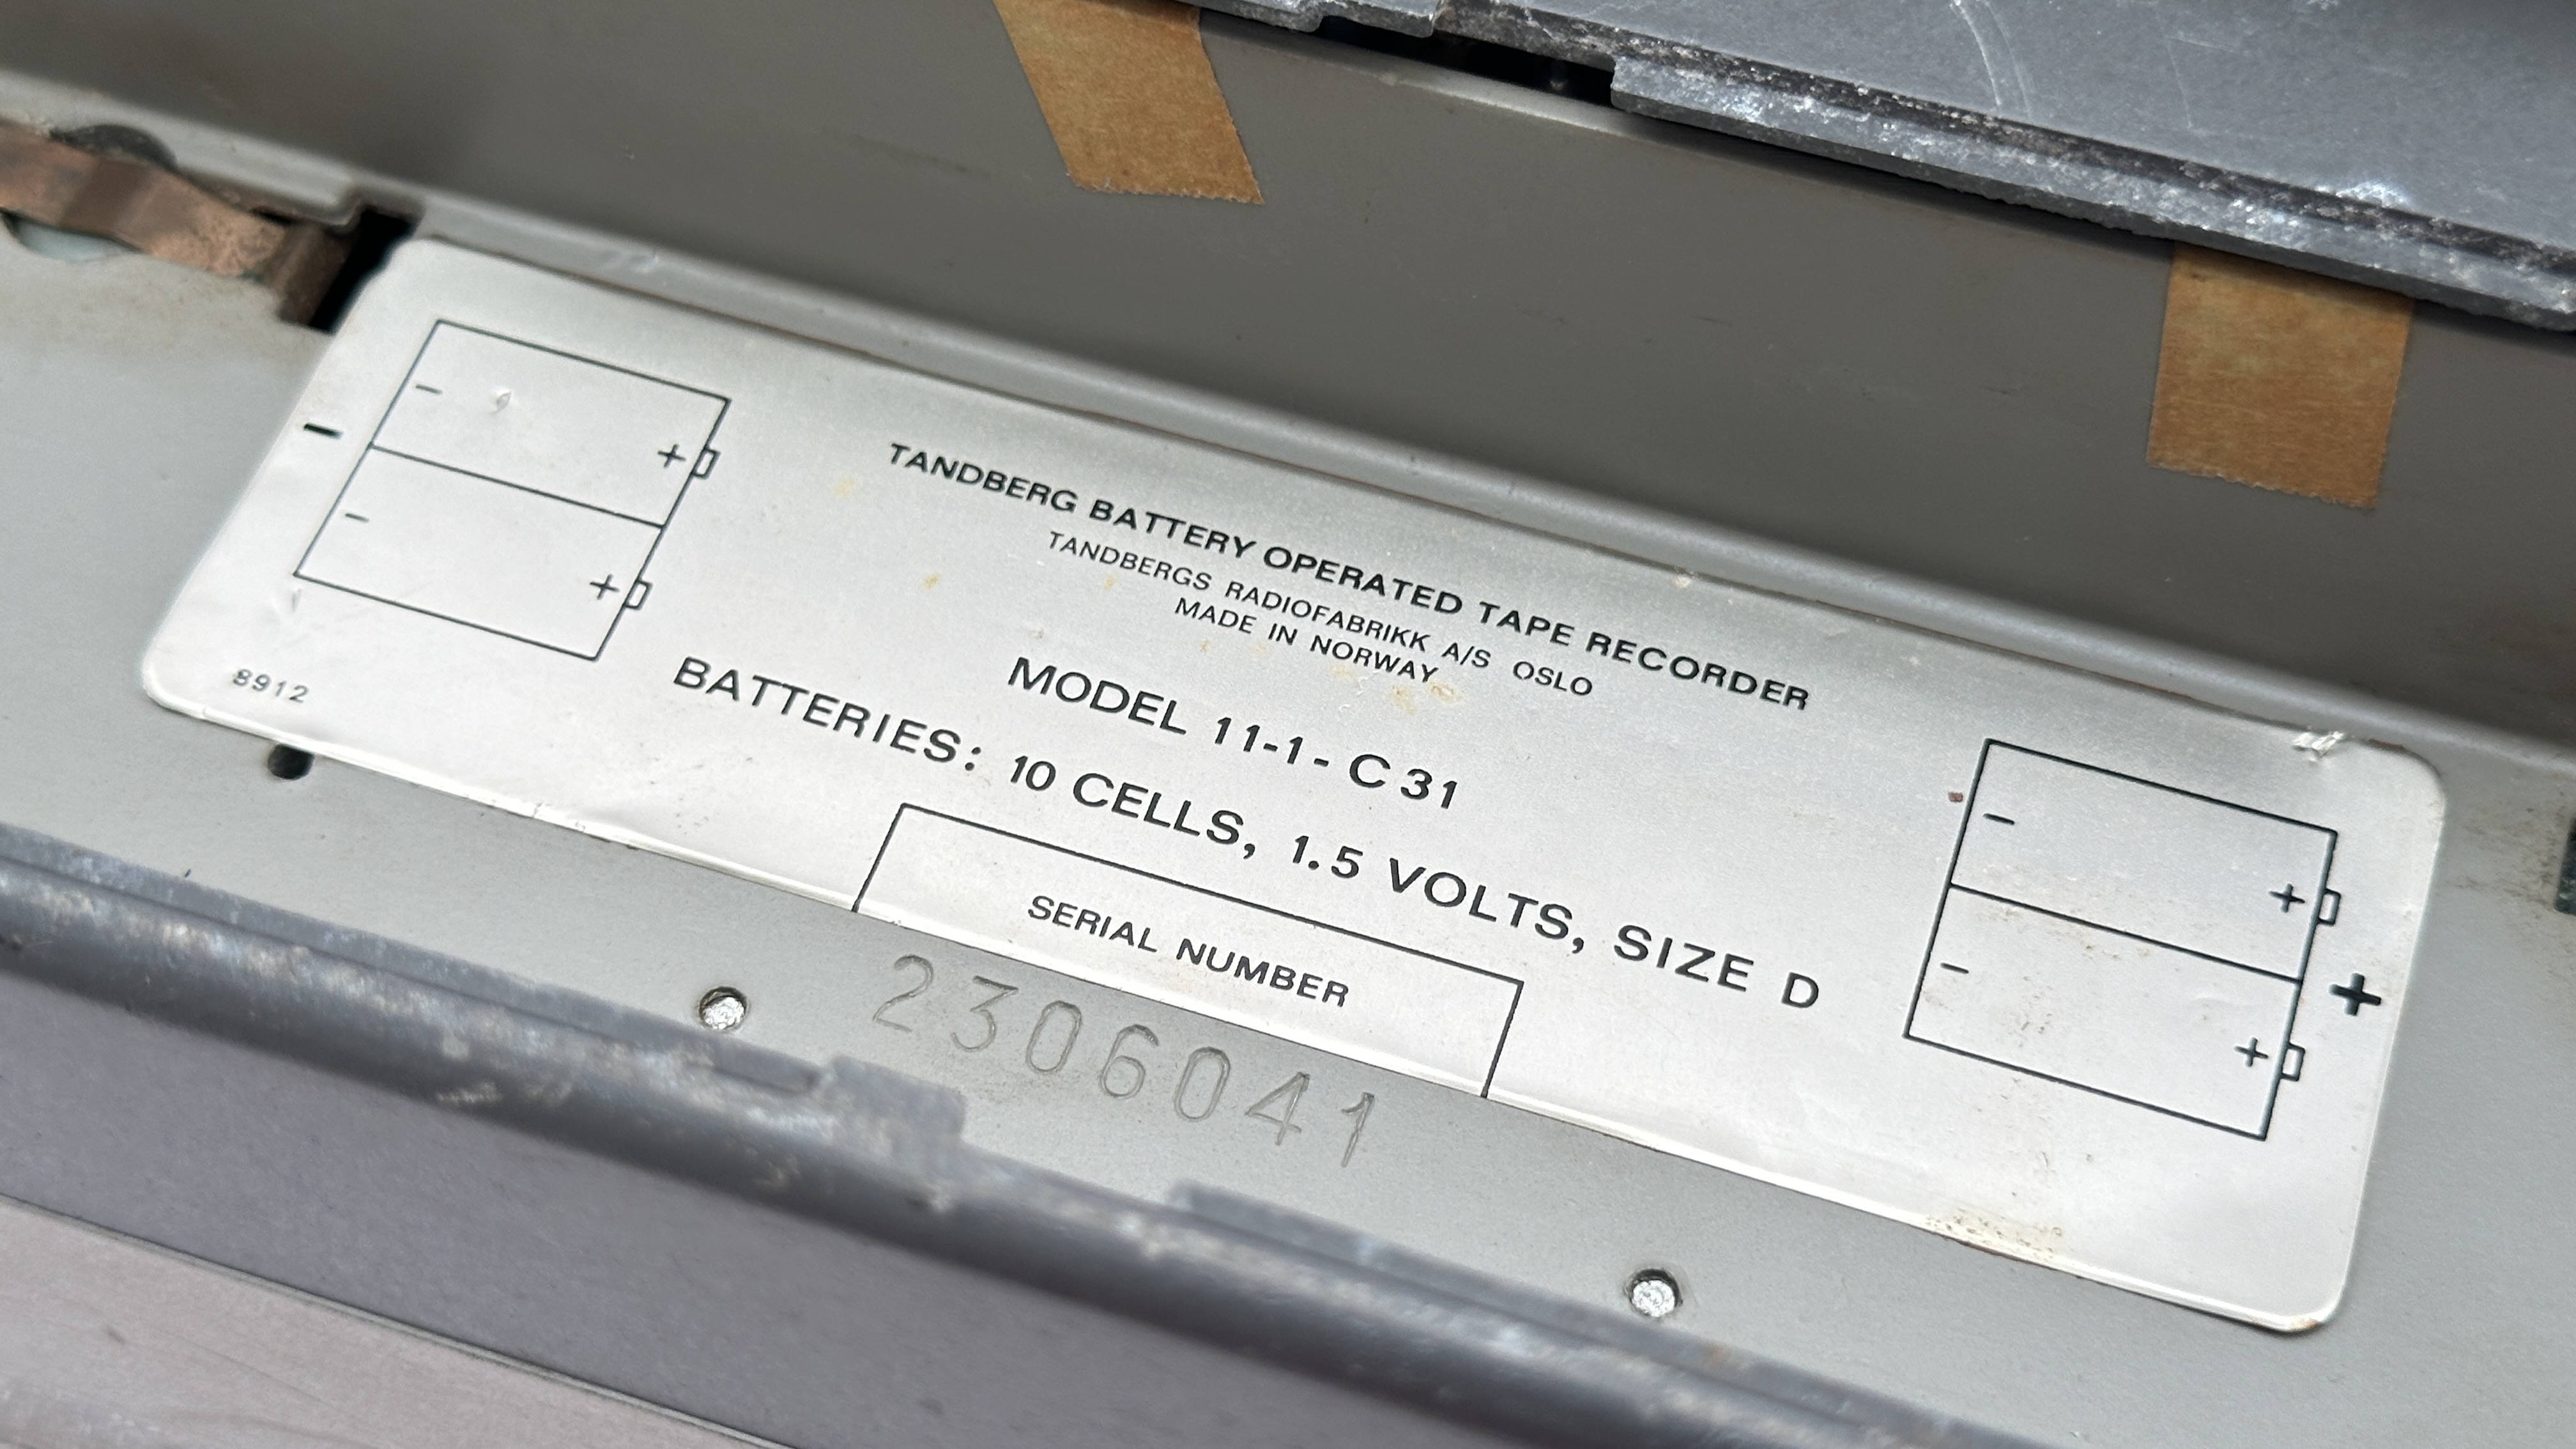 TANDBERG BATTERY OPERATED TAPE RECORDER
TANDBERGS RADIOFABRIKK A/S OSLO
MADE IN NORWAY
MODEL 11-1-C31
BATTERIES: 10 CELLS, 1.5 VOLTS, SIZE D
SERIAL NUMBER
2306041
8912
- - + - +
- + - + +